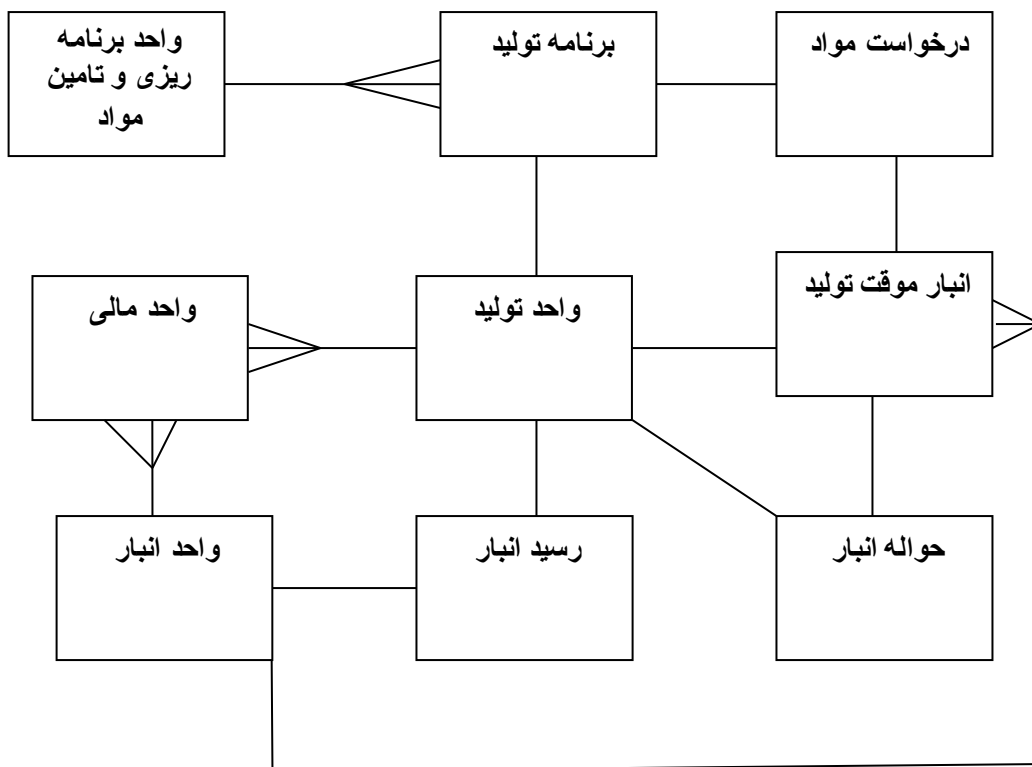 درخواست مواد
برنامه تولید
واحد برنامه
ریزی و تامین
مواد
انبار موقت تولید
واحد تولید
واحد مالی
حواله انبار
رسید انبار
واحد انبار